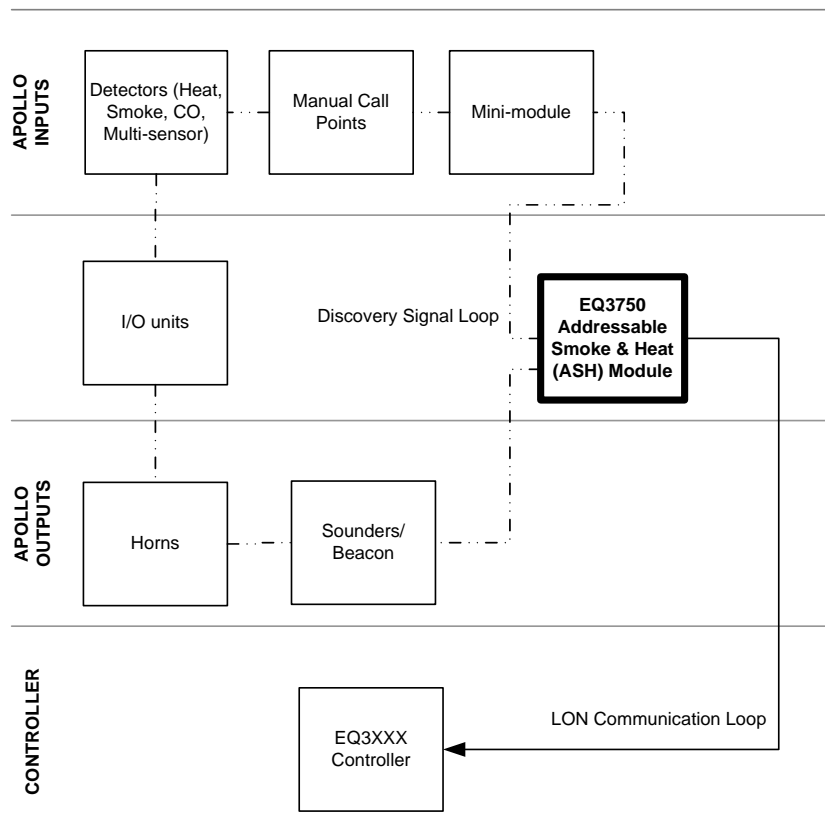 APOLLO
INPUTS
Detectors (Heat,
Smoke, CO,
Multi-sensor)
Manual Call
Points
Mini-module
I/O units
Discovery Signal Loop
EQ3750
Addressable
Smoke & Heat
(ASH) Module
APOLLO
OUTPUTS
Horns
Sounders/
Beacon
CONTROLLER
EQ3XXX
Controller
LON Communication Loop